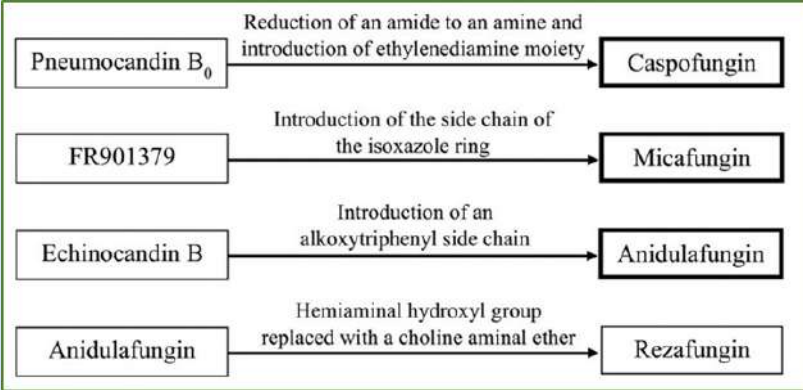 Reduction of an amide to an amine and
introduction of ethylenediamine moiety
Pneumocandin B0
Caspofungin
Introduction of the side chain of
the isoxazole ring
FR901379
Micafungin
Introduction of an
alkoxytriphenyl side chain
Echinocandin B
Anidulafungin
Hemiaminal hydroxyl group
replaced with a choline aminal ether
Anidulafungin
Rezafungin